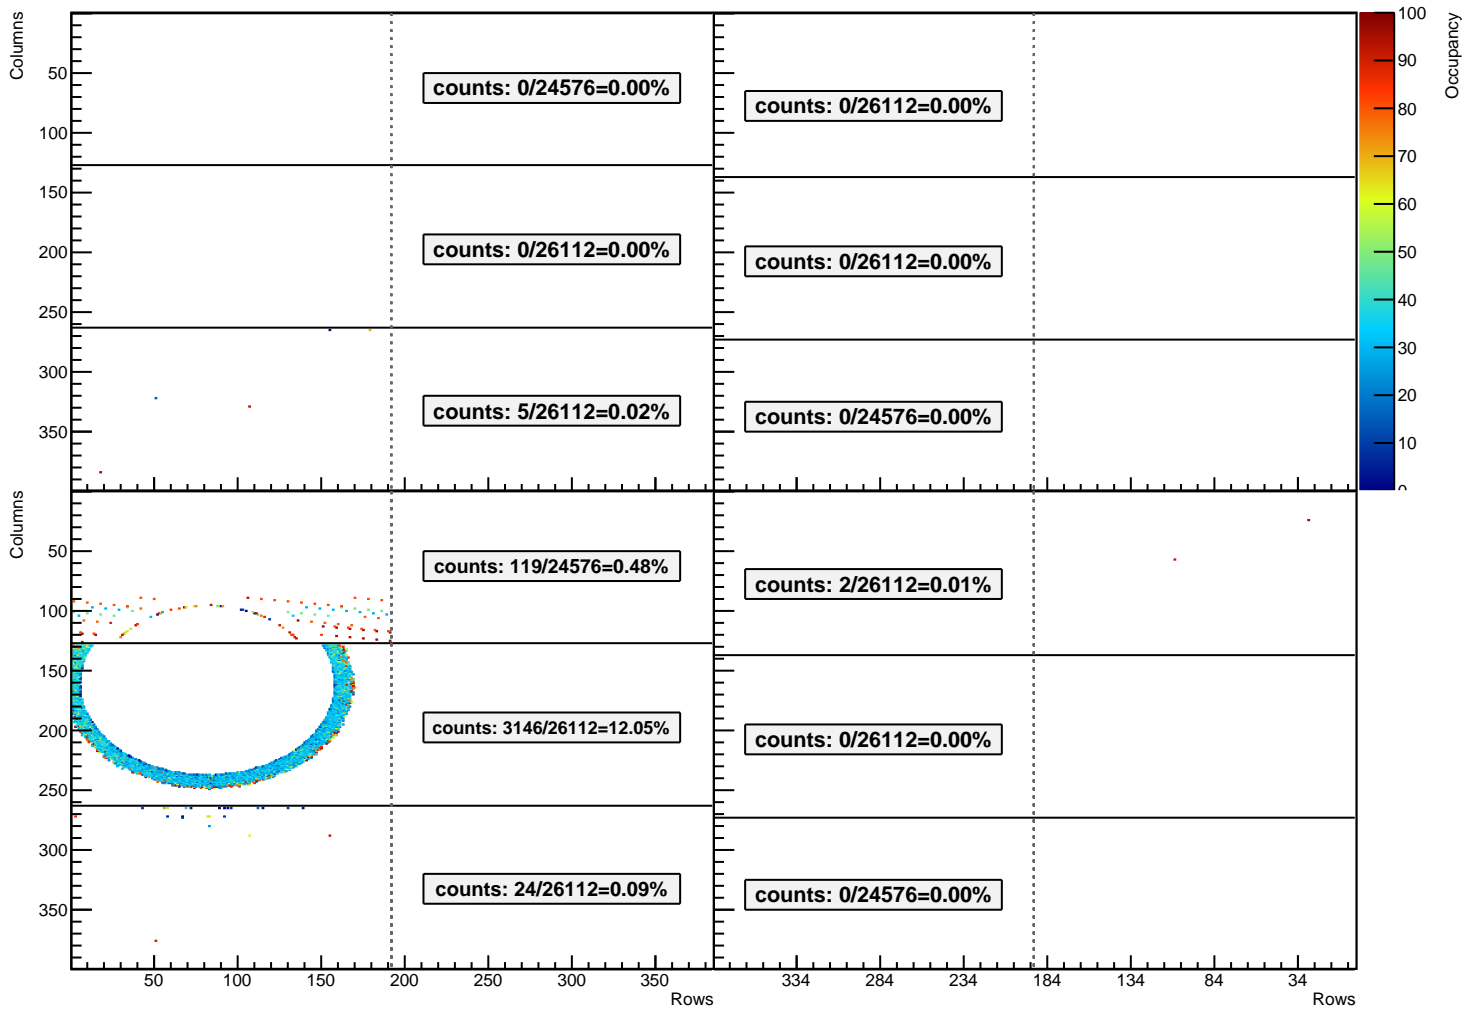 Columns
50
100
150
200
250
300
350
counts: 0/24576=0.00%
counts: 0/26112=0.00%
counts: 5/26112=0.02%
counts: 0/26112=0.00%
counts: 0/26112=0.00%
counts: 0/24576=0.00%
100
90
80
70
60
50
40
30
20
10
0
Occupancy
Columns
50
100
150
200
250
300
350
counts: 119/24576=0.48%
counts: 3146/26112=12.05%
counts: 24/26112=0.09%
counts: 2/26112=0.01%
counts: 0/26112=0.00%
counts: 0/24576=0.00%
50 100 150 200 250 300 350
Rows
334 284 234 184 134 84 34
Rows